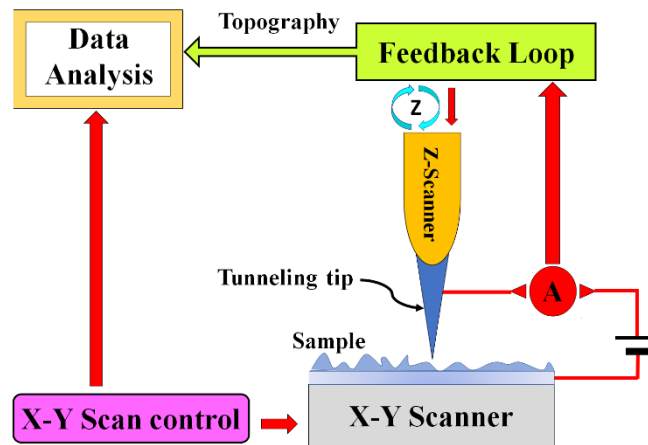 Data
Analysis
Topography
Feedback Loop
Z
Z-Scanner
Tunneling tip
A
Sample
X-Y Scan control
X-Y Scanner